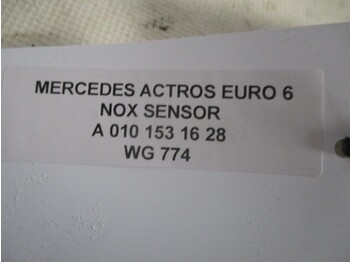 MERCEDES ACTROS EURO 6
NOX SENSOR
A 010 153 16 28
WG 774